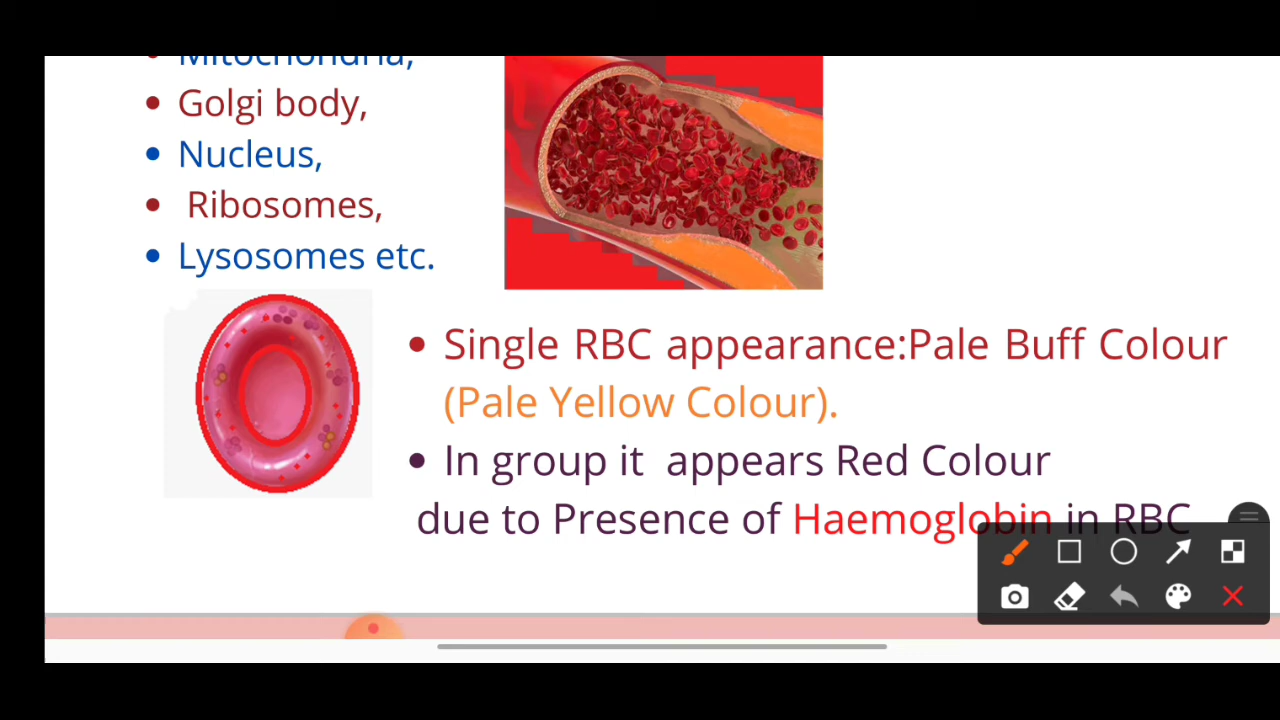 Mitochondria,
Golgi body,
Nucleus,
Ribosomes,
Lysosomes etc.
Single RBC appearance:Pale Buff Colour
(Pale Yellow Colour).
In group it appears Red Colour
due to Presence of Haemoglobin in RBC